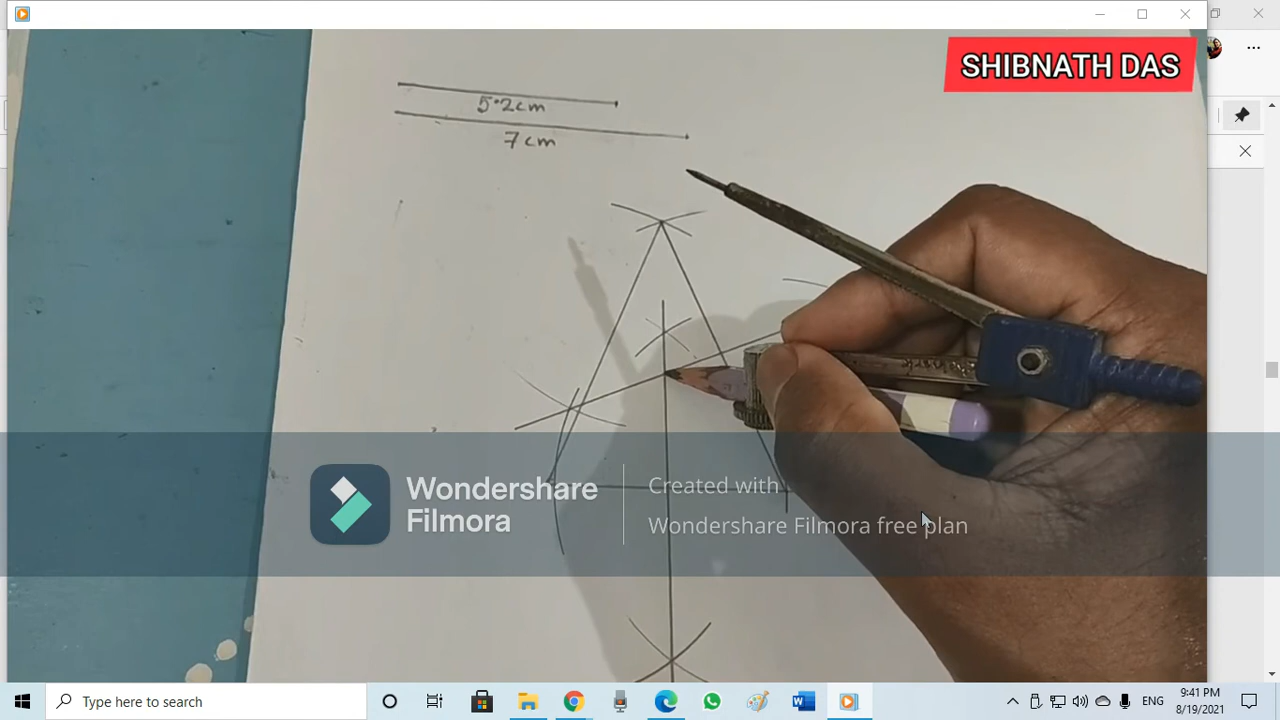 SHIBNATH DAS
5.2cm
7cm
Wondershare
Filmora
Created with
Wondershare Filmora free plan
Type here to search
ENG
9:41 PM
8/19/2021